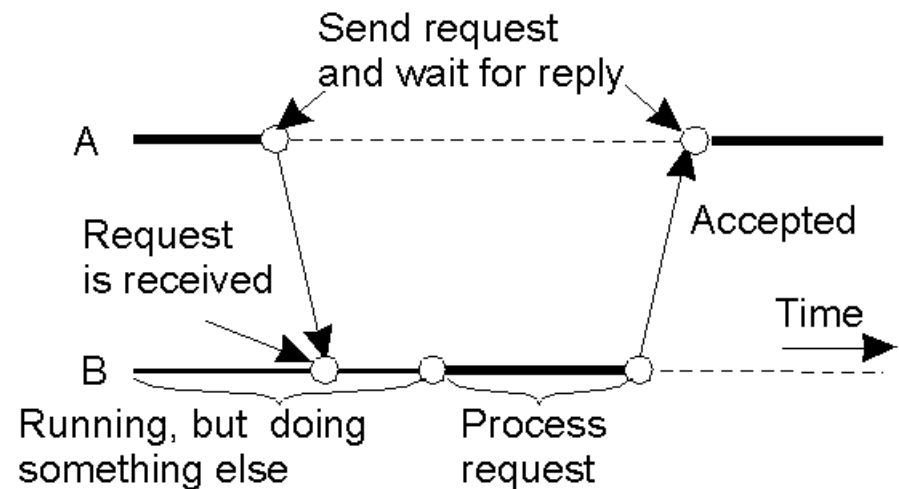 Send request
and wait for reply
A
Request
is received
Accepted
Time
B
Running, but doing
something else
Process
request